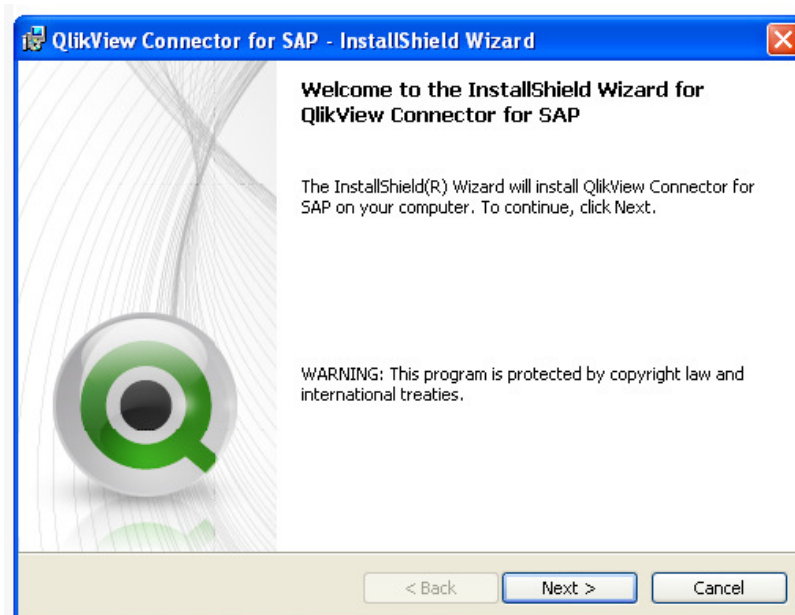 QlikView Connector for SAP - InstallShield Wizard
Welcome to the InstallShield Wizard for
QlikView Connector for SAP
The InstallShield(R) Wizard will install QlikView Connector for
SAP on your computer. To continue, click Next.
WARNING: This program is protected by copyright law and
international treaties.
< Back Next > Cancel